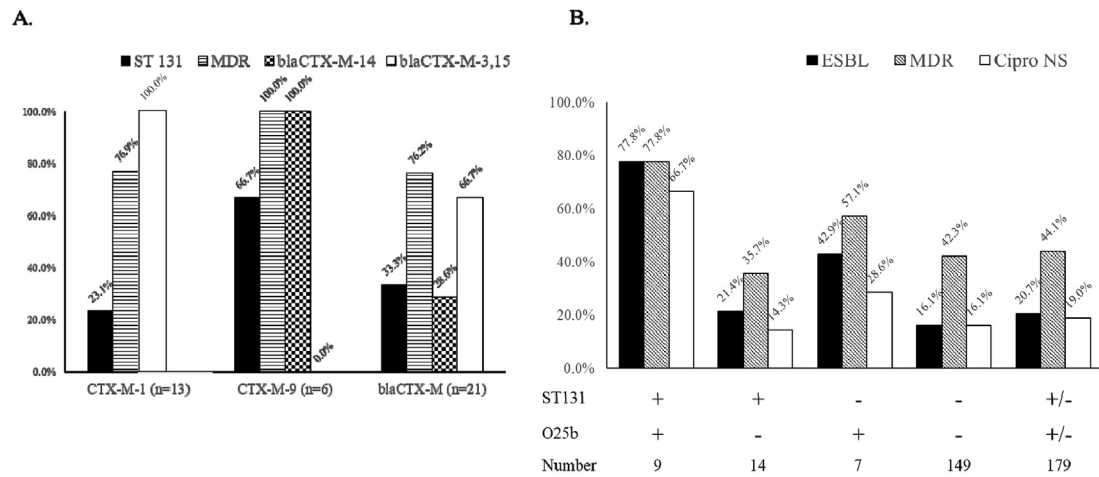 A.
ST 131 MDR blaCTX-M-14 blaCTX-M-3,15
100.0%
80.0%
60.0%
40.0%
20.0%
0.0%
23.1% 76.9% 100.0%
66.7% 100.0% 100.0% 0.0%
33.3% 76.2% 28.6% 66.7%
CTX-M-1 (n=13) CTX-M-9 (n=6) blaCTX-M (n=21)
B.
ESBL MDR Cipro NS
100.0%
80.0%
60.0%
40.0%
20.0%
0.0%
77.8% 77.8% 66.7%
21.4% 35.7% 14.3%
42.9% 57.1% 28.6%
16.1% 42.3% 16.1%
20.7% 44.1% 19.0%
ST131 + + - - +/-
O25b + - + - +/-
Number 9 14 7 149 179